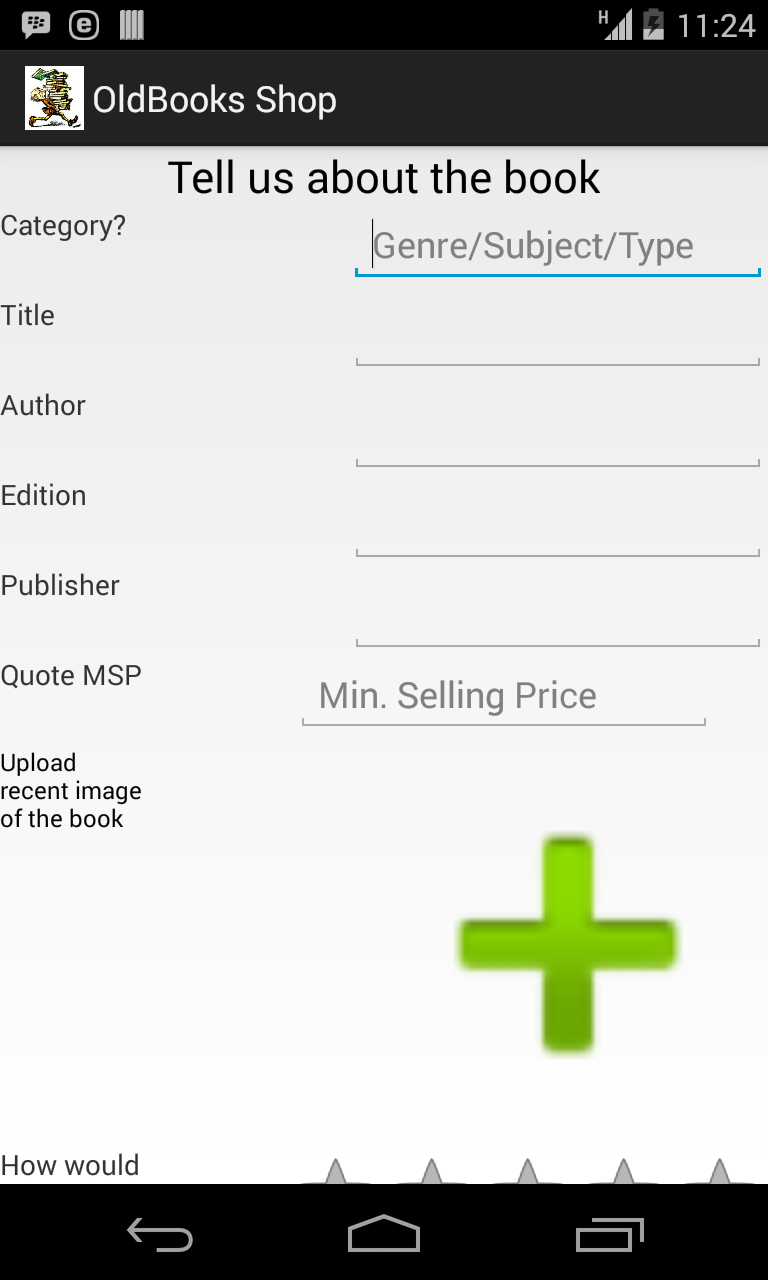 H 11:24
OldBooks Shop
Tell us about the book
Category?
Genre/Subject/Type
Title
Author
Edition
Publisher
Quote MSP
Min. Selling Price
Upload
recent image
of the book
How would